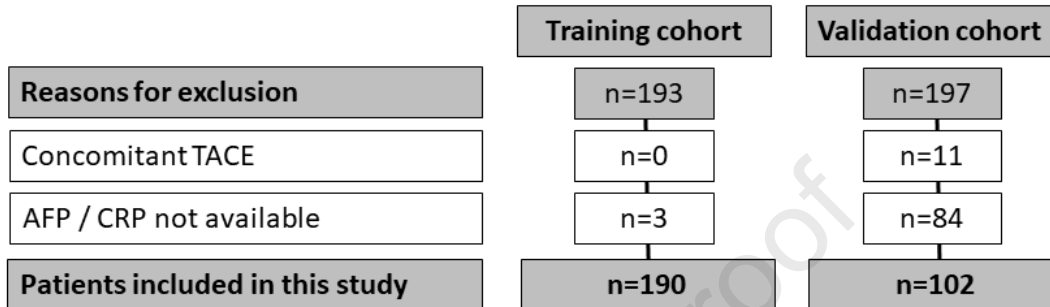 Training cohort Validation cohort
Reasons for exclusion n=193 n=197
Concomitant TACE n=0 n=11
AFP / CRP not available n=3 n=84
Patients included in this study n=190 n=102
roof